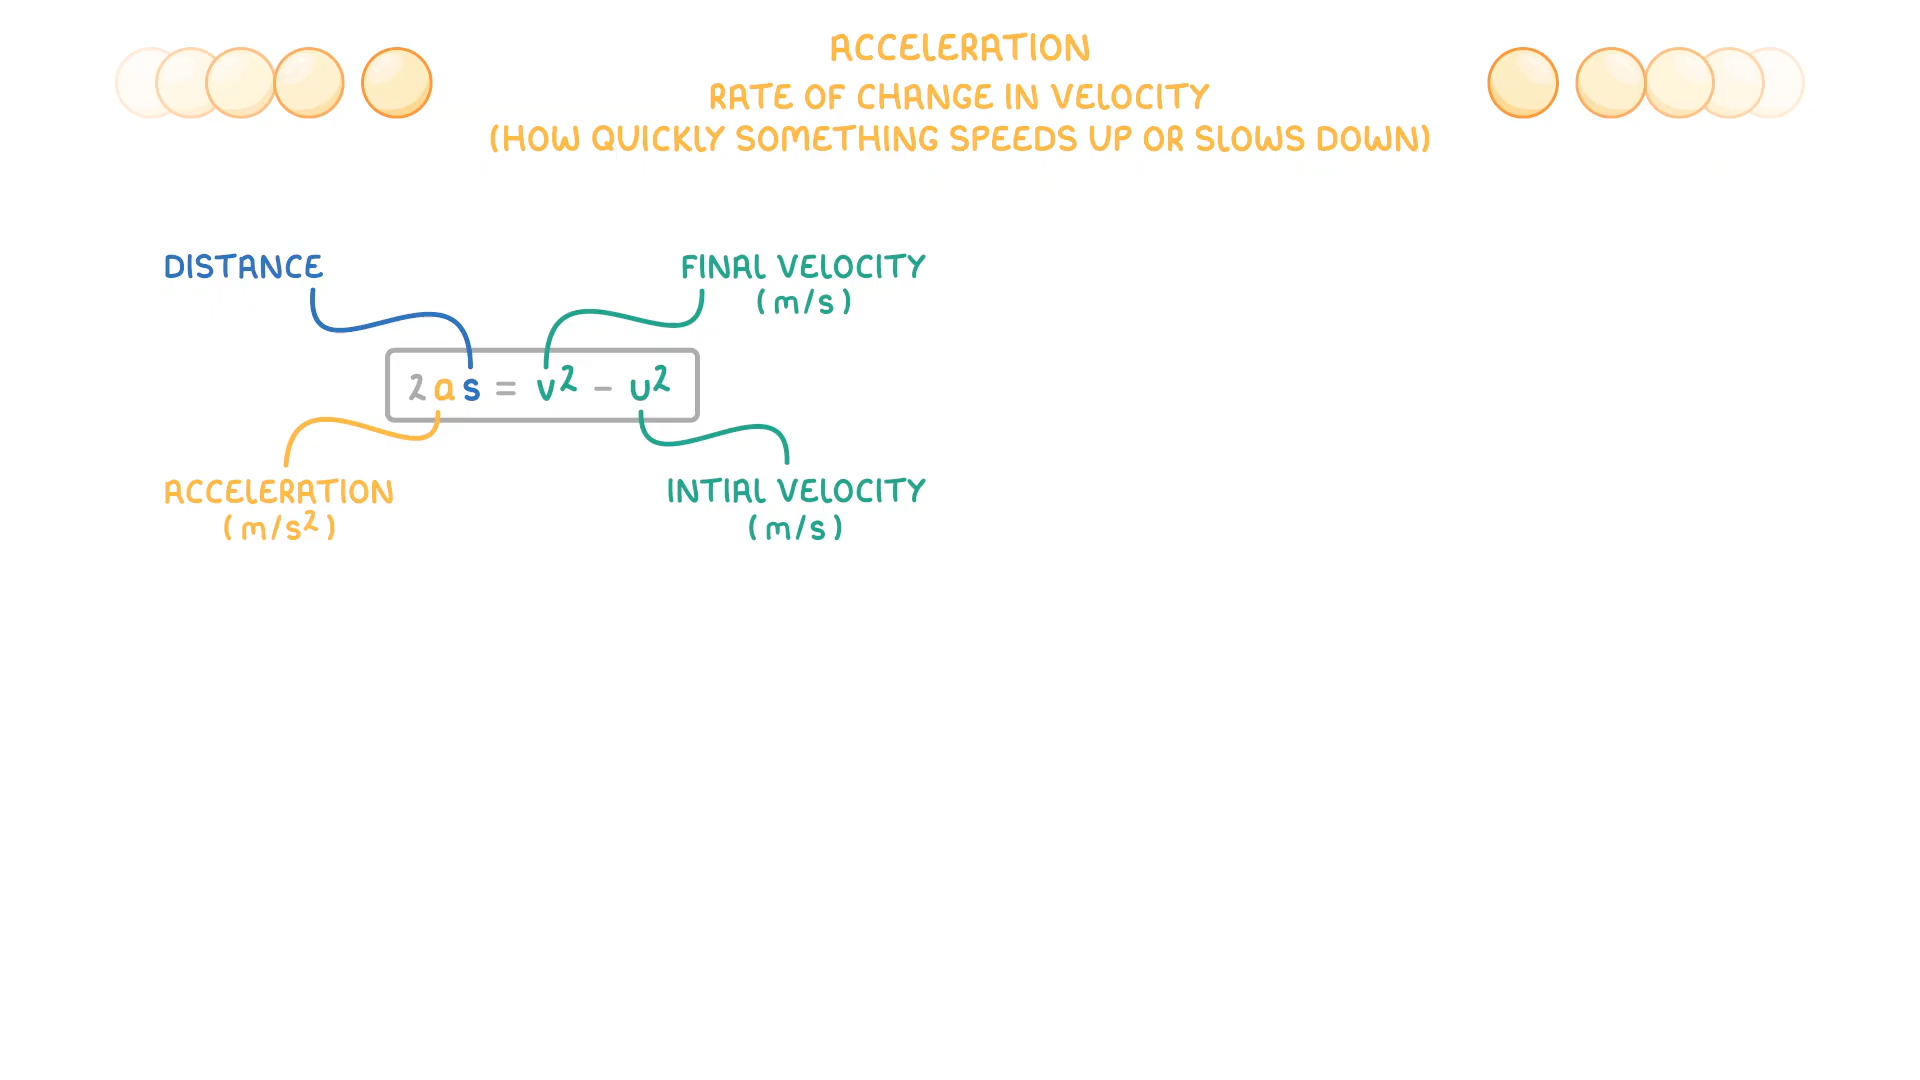 ACCELERATION
RATE OF CHANGE IN VELOCITY
(HOW QUICKLY SOMETHING SPEEDS UP OR SLOWS DOWN)
DISTANCE
FINAL VELOCITY
(m/s)
2as = v² - u²
ACCELERATION
(m/s²)
INTIAL VELOCITY
(m/s)